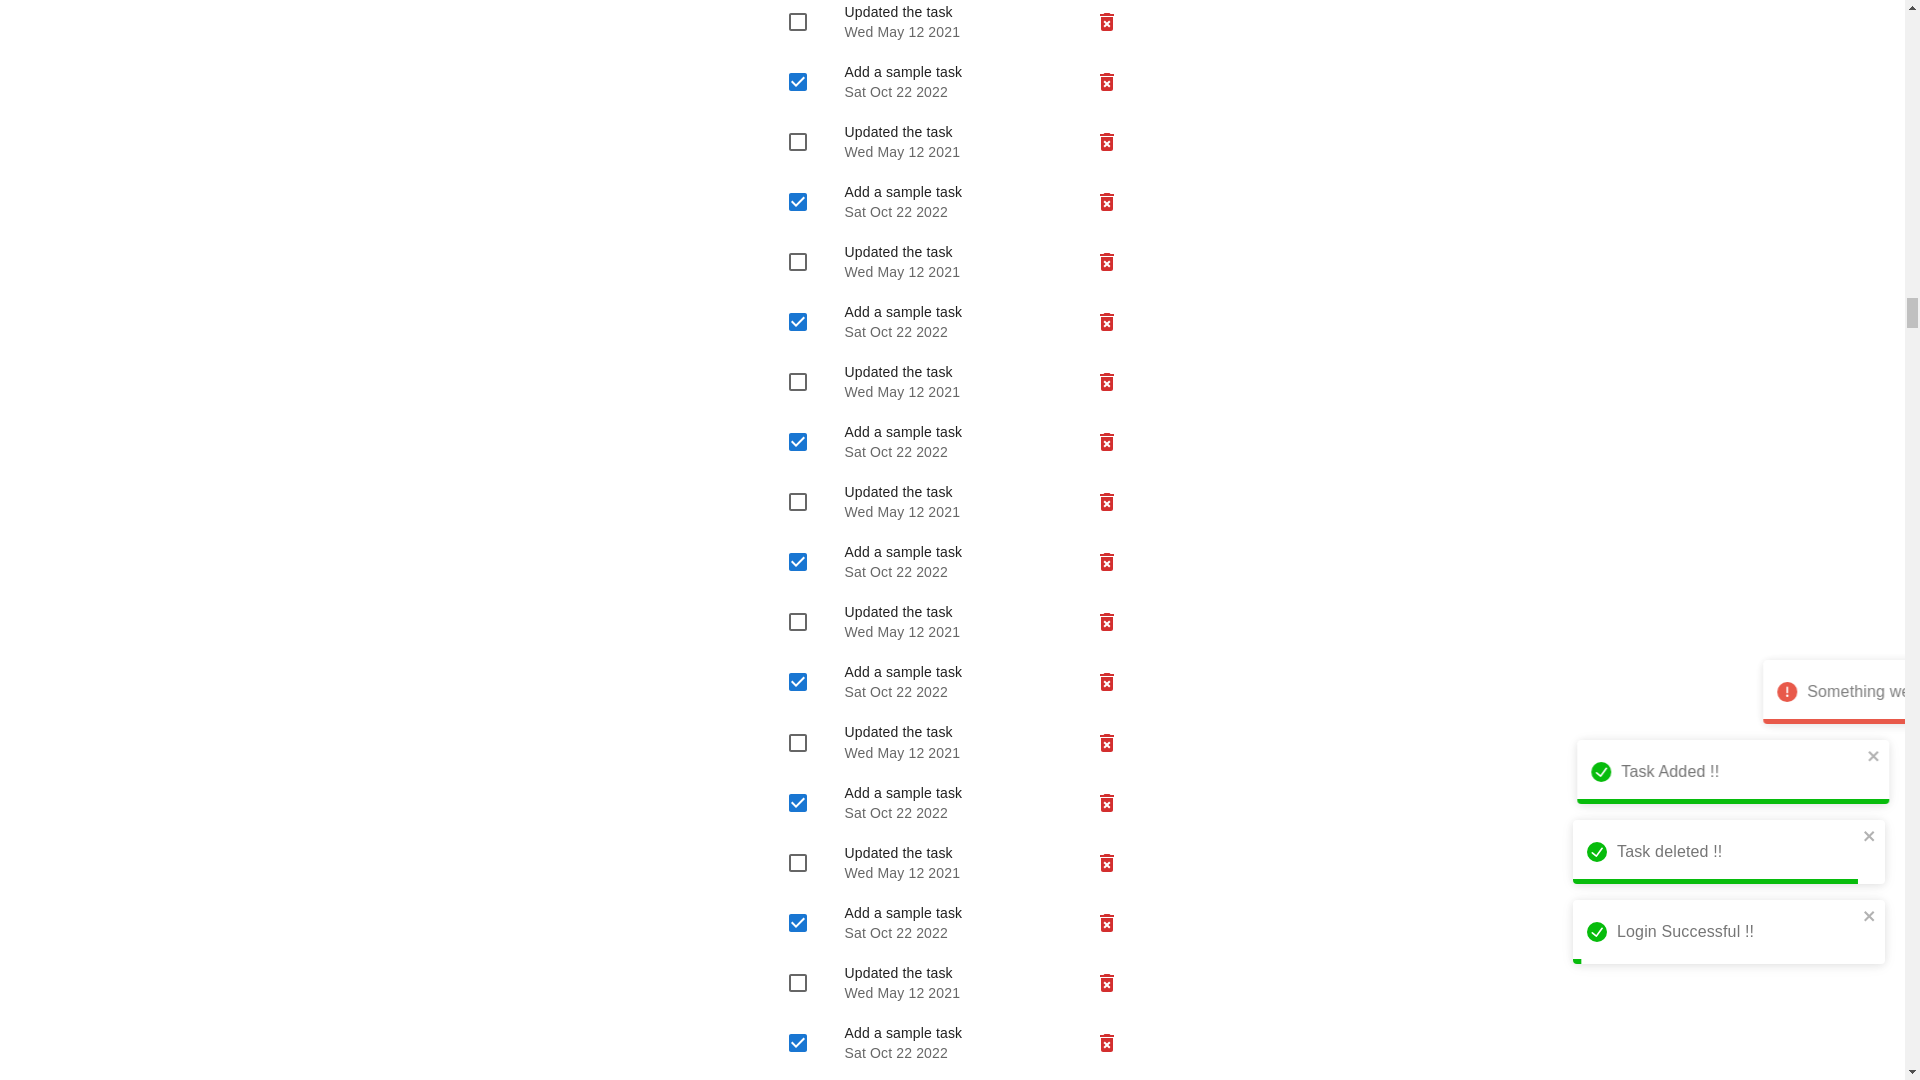 Updated the task
Wed May 12 2021
Add a sample task
Sat Oct 22 2022
Updated the task
Wed May 12 2021
Add a sample task
Sat Oct 22 2022
Updated the task
Wed May 12 2021
Add a sample task
Sat Oct 22 2022
Updated the task
Wed May 12 2021
Add a sample task
Sat Oct 22 2022
Updated the task
Wed May 12 2021
Add a sample task
Sat Oct 22 2022
Updated the task
Wed May 12 2021
Add a sample task
Sat Oct 22 2022
Updated the task
Wed May 12 2021
Add a sample task
Sat Oct 22 2022
Updated the task
Wed May 12 2021
Add a sample task
Sat Oct 22 2022
Updated the task
Wed May 12 2021
Add a sample task
Sat Oct 22 2022
Something
Task Added !!
Task deleted !!
Login Successful !!